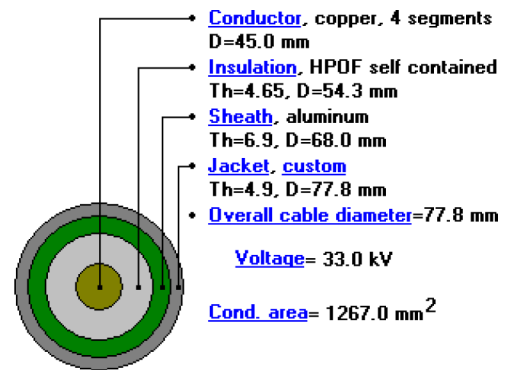 Conductor, copper, 4 segments
D=45.0 mm
Insulation, HPOF self contained
Th=4.65, D=54.3 mm
Sheath, aluminum
Th=6.9, D=68.0 mm
Jacket, custom
Th=4.9, D=77.8 mm
Overall cable diameter=77.8 mm
Voltage= 33.0 kV
Cond. area= 1267.0 mm²